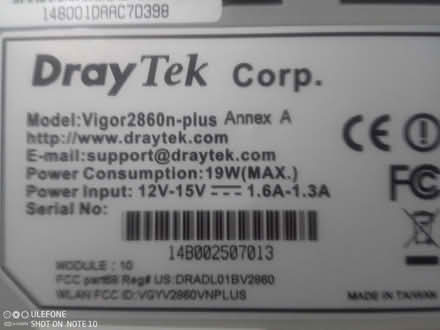 148001DAAC7D398
DrayTek Corp.
Model:Vigor2860n-plus Annex A
http://www.draytek.com
E-mail:support@draytek.com
Power Consumption:19W(MAX.)
Power Input: 12V-15V ⎓ 1.6A-1.3A
Serial No:
14B002507013
MODULE : 10
FCC part68 Reg# US:DRADL01BV2860
WLAN FCC ID:VGYV2860VNPLUS
CE
FC
MADE IN TAIWAN
ULEFONE
SHOT ON NOTE 10